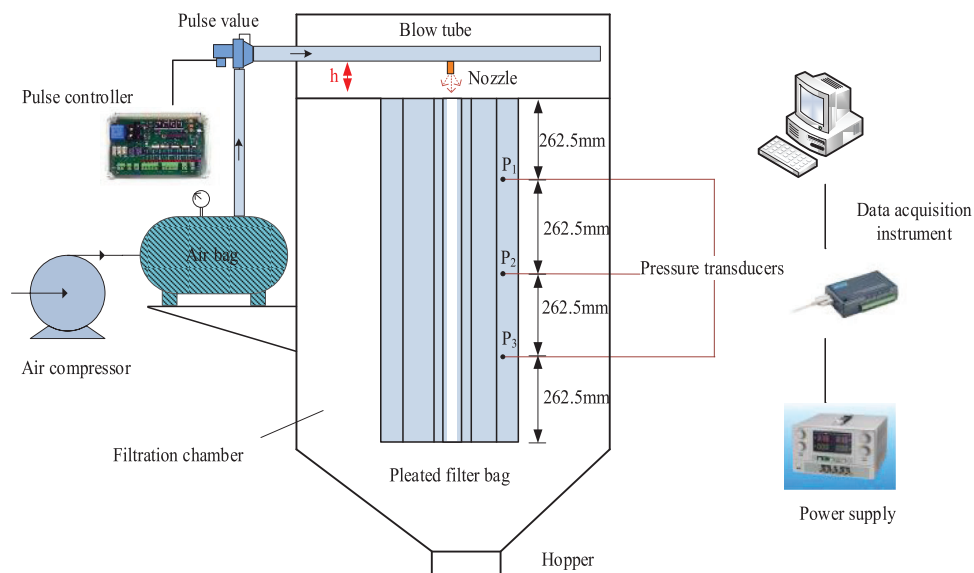 Pulse value
Blow tube
h
Nozzle
Pulse controller
262.5mm
P1
Air bag
262.5mm
Data acquisition
instrument
P2
Pressure transducers
262.5mm
P3
Air compressor
262.5mm
Filtration chamber
Pleated filter bag
Power supply
Hopper